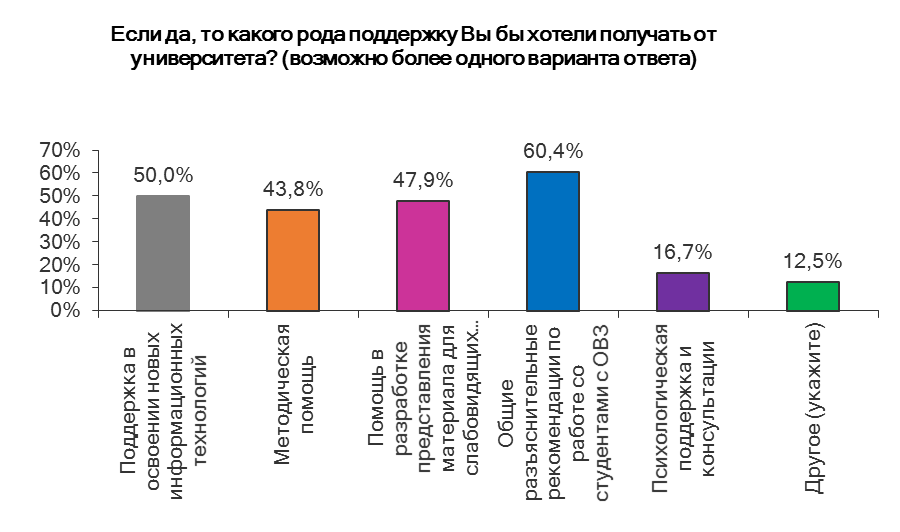 Если да, то какого рода поддержку Вы бы хотели получать от
университета? (возможно более одного варианта ответа)
70%
60%
50%
40%
30%
20%
10%
0%
50,0%
43,8%
47,9%
60,4%
16,7%
12,5%
Поддержка в
освоении новых
информационных
технологий
Методическая
помощь
Помощь в
разработке
представления
материала для
слабовидящих...
Общие
разъяснительные
рекомендации по
работе со
студентами с ОВЗ
Психологическая
поддержка и
консультации
Другое (укажите)